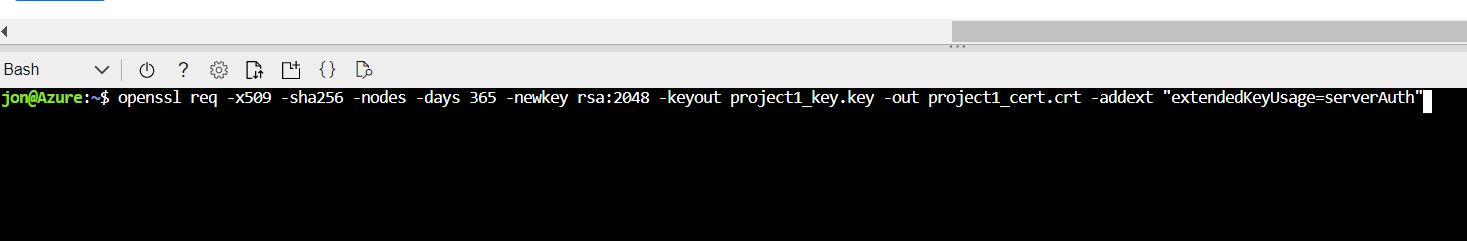 Bash
? {}
jon@Azure:~$ openssl req -x509 -sha256 -nodes -days 365 -newkey rsa:2048 -keyout project1_key.key -out project1_cert.crt -addext "extendedKeyUsage=serverAuth"